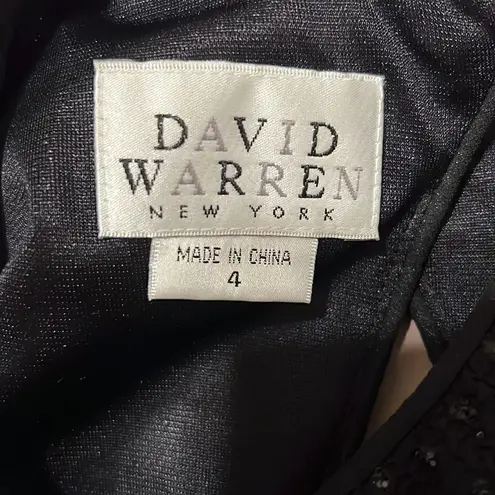 DAVID
WARREN
NEW YORK
MADE IN CHINA
4